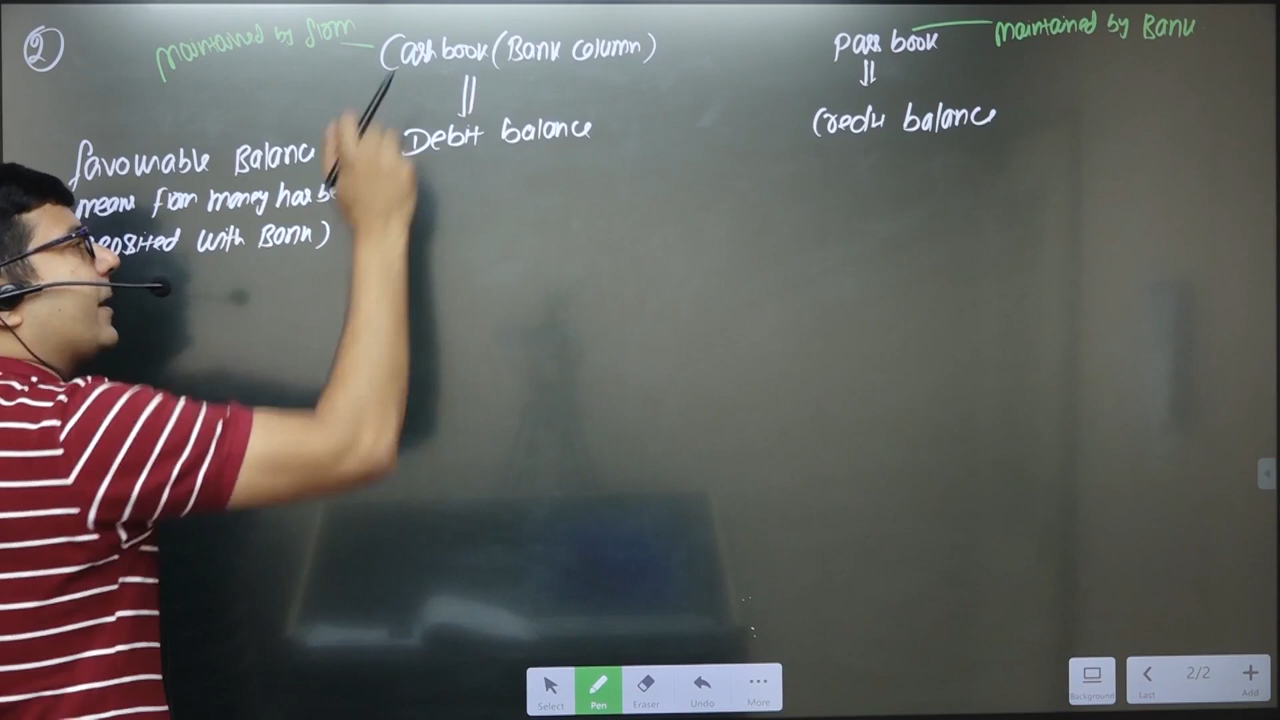 2
Maintained by firm
Cash book (Bank column)
Pass book
Maintained by Bank
Debit balance
Credit balance
favourable Balance
means firm money has
with Bank)
Select
Pen
Eraser
Undo
More
Background
Last
2/2
Add